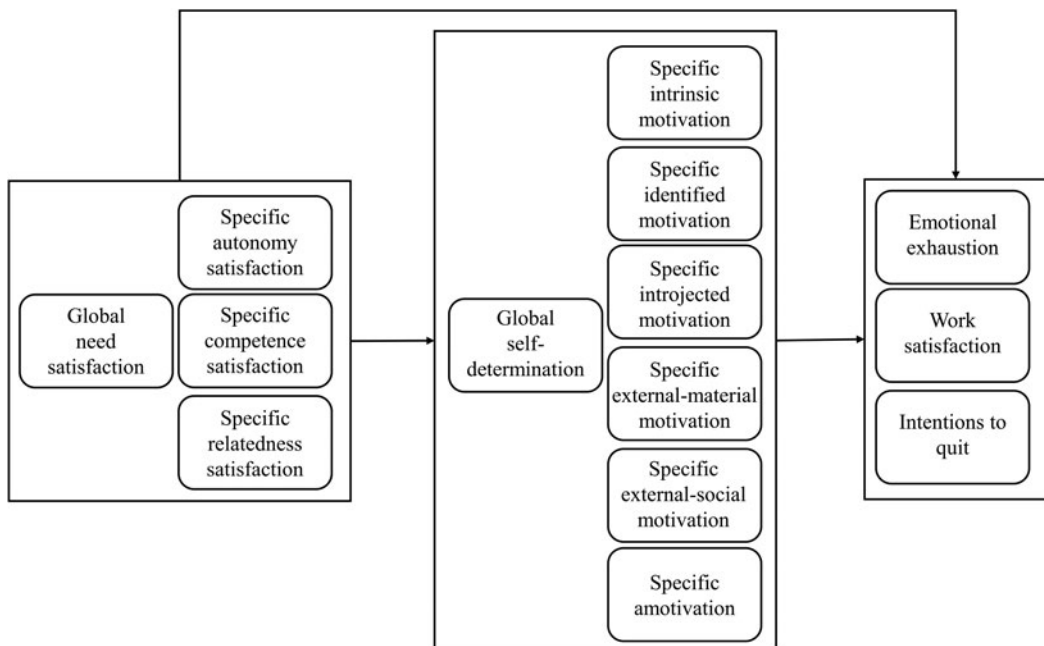 Global
need
satisfaction
Specific
autonomy
satisfaction
Specific
competence
satisfaction
Specific
relatedness
satisfaction
Global
self-
determination
Specific
intrinsic
motivation
Specific
identified
motivation
Specific
introjected
motivation
Specific
external-material
motivation
Specific
external-social
motivation
Specific
amotivation
Emotional
exhaustion
Work
satisfaction
Intentions to
quit